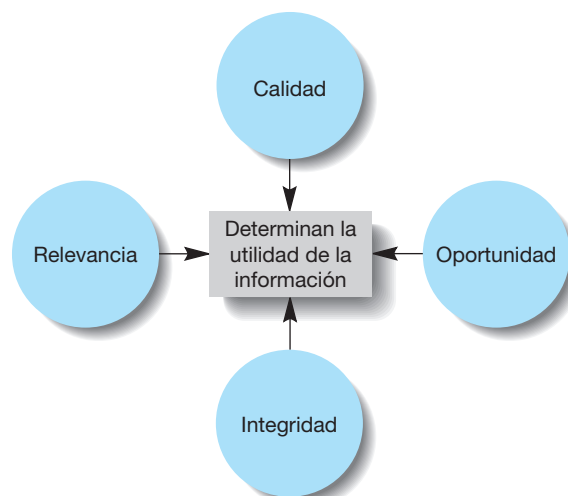 Calidad
Relevancia
Determinan la
utilidad de la
información
Oportunidad
Integridad